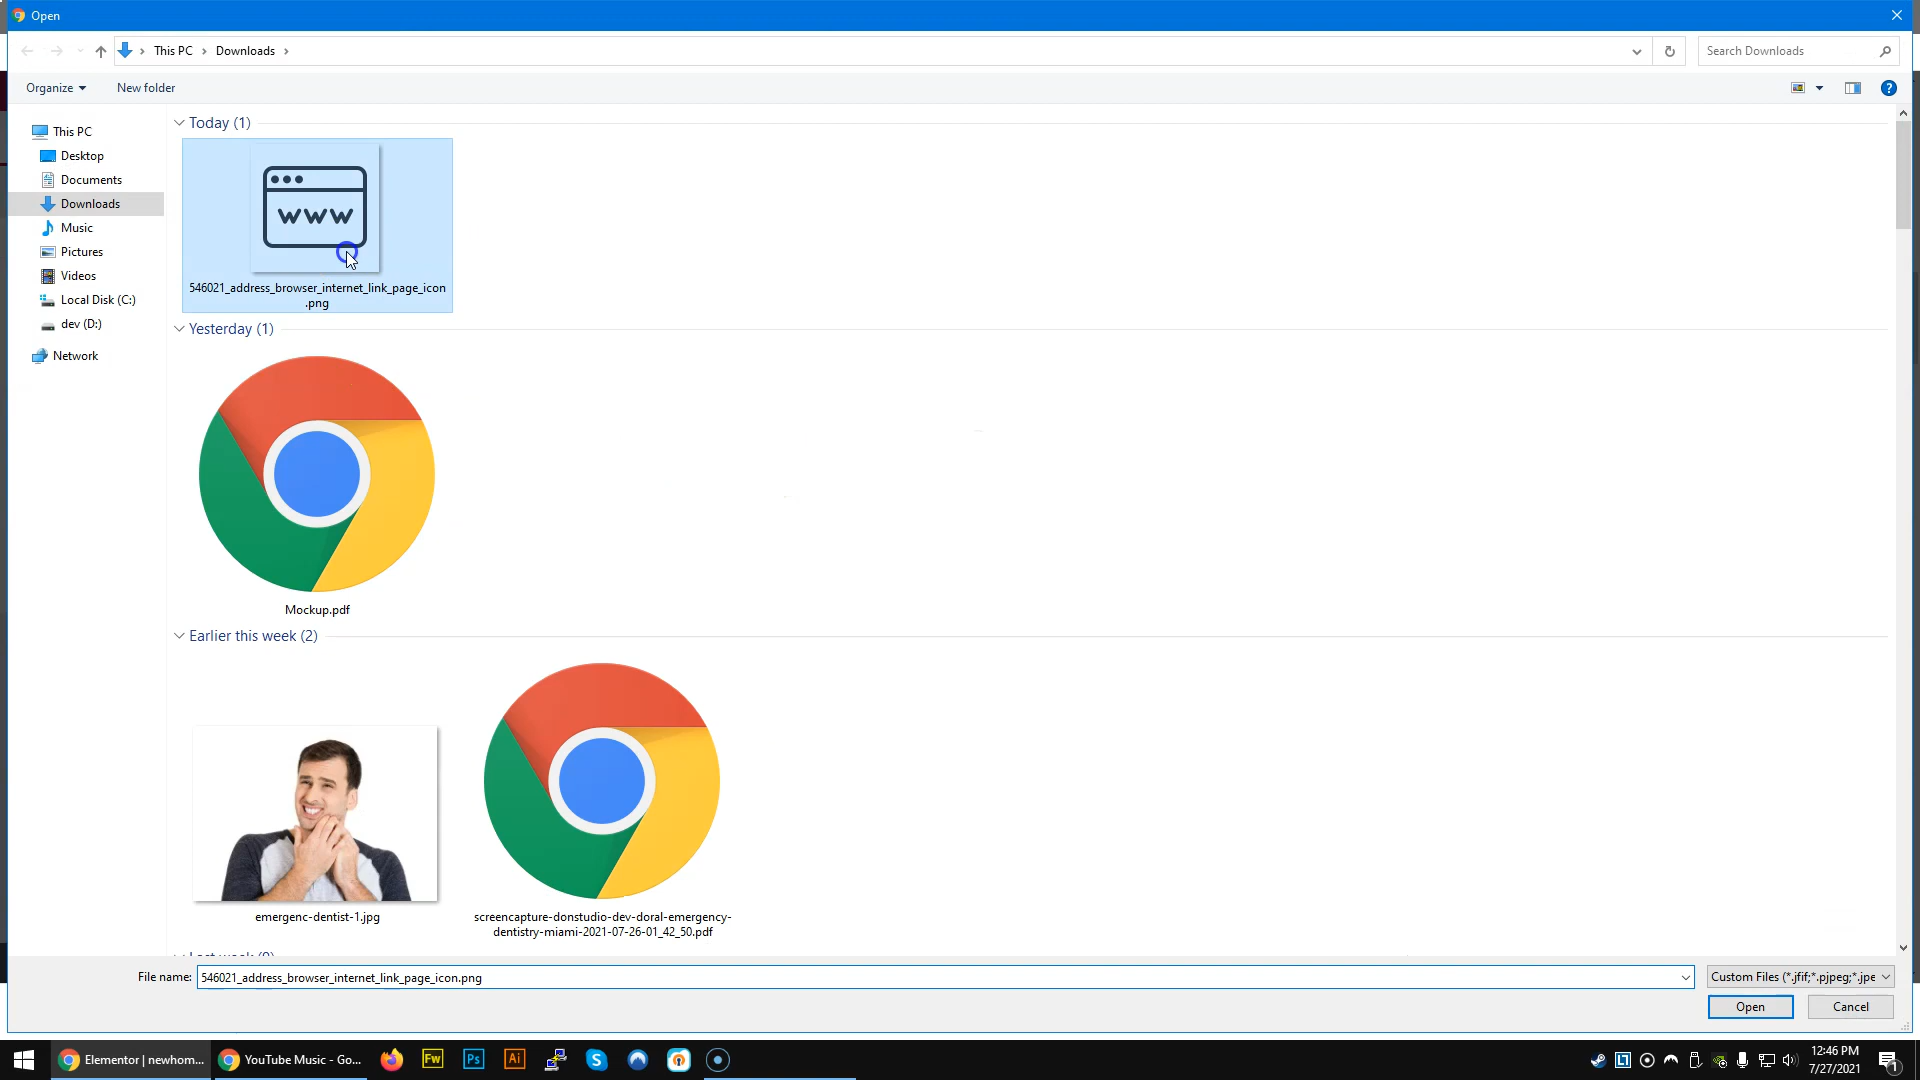 Open
This PC
Downloads
Search Downloads
Organize
New folder
This PC
Desktop
Documents
Downloads
Music
Pictures
Videos
Local Disk (C:)
dev (D:)
Network
Today (1)
www
546021_address_browser_internet_link_page_icon
.png
Yesterday (1)
Mockup.pdf
Earlier this week (2)
emergenc-dentist-1.jpg
screencapture-donstudio-dev-doral-emergency-
dentistry-miami-2021-07-26-01_42_50.pdf
File name:
546021_address_browser_internet_link_page_icon.png
Custom Files (*.jfif;*.pjpeg;*.jpe
Open
Cancel
Elementor | newhom...
YouTube Music - Go...
Fw
Ps
Ai
S
12:46 PM
7/27/2021
1